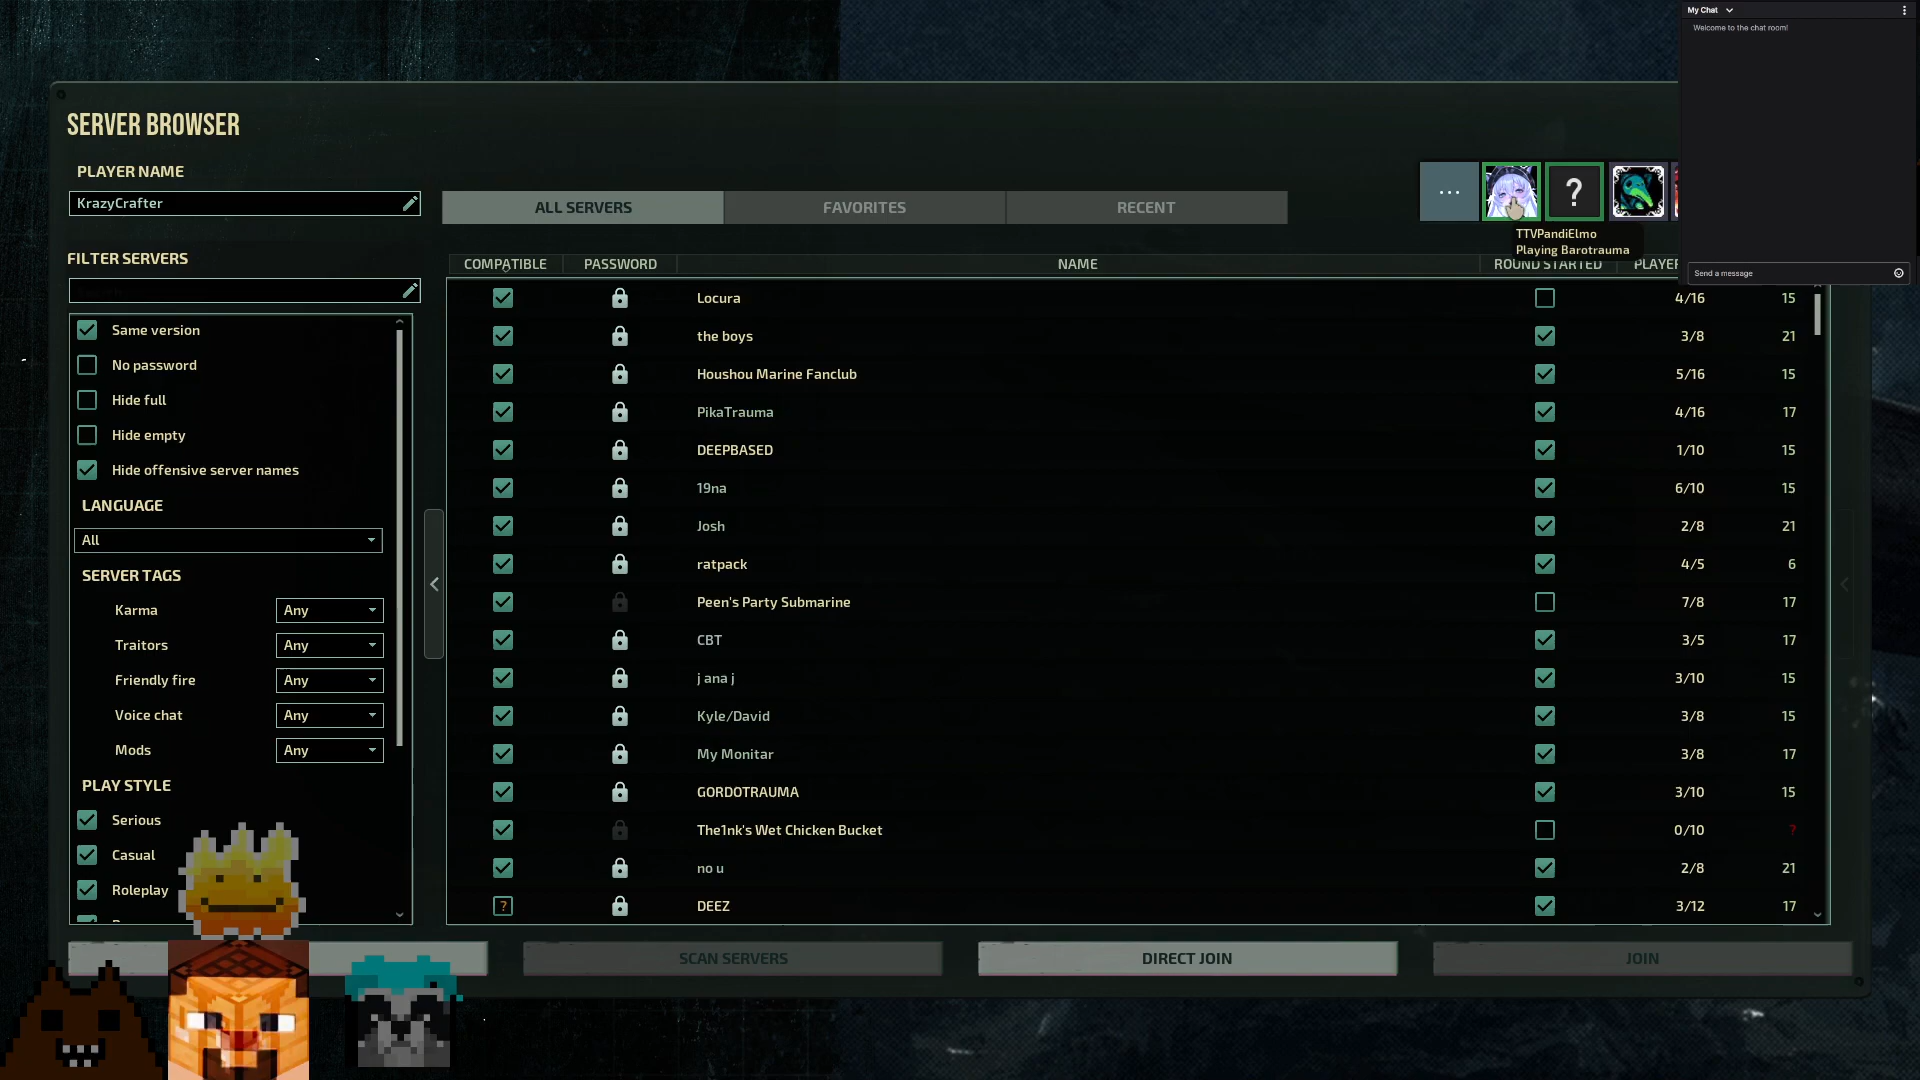 My Chat
Welcome to the chat room!
SERVER BROWSER
PLAYER NAME
KrazyCrafter
ALL SERVERS
FAVORITES
RECENT
...
?
TTVPandiElmo
Playing Barotrauma
Send a message
FILTER SERVERS
COMPATIBLE PASSWORD NAME ROUND STARTED PLAYER
Same version
No password
Hide full
Hide empty
Hide offensive server names
LANGUAGE
All
SERVER TAGS
Karma Any
Traitors Any
Friendly fire Any
Voice chat Any
Mods Any
PLAY STYLE
Serious
Casual
Roleplay
Locura 4/16 15
the boys 3/8 21
Houshou Marine Fanclub 5/16 15
PikaTrauma 4/16 17
DEEPBASED 1/10 15
19na 6/10 15
Josh 2/8 21
ratpack 4/5 6
Peen's Party Submarine 7/8 17
CBT 3/5 17
j ana j 3/10 15
Kyle/David 3/8 15
My Monitar 3/8 17
GORDOTRAUMA 3/10 15
The1nk's Wet Chicken Bucket 0/10 ?
no u 2/8 21
? DEEZ 3/12 17
SCAN SERVERS
DIRECT JOIN
JOIN